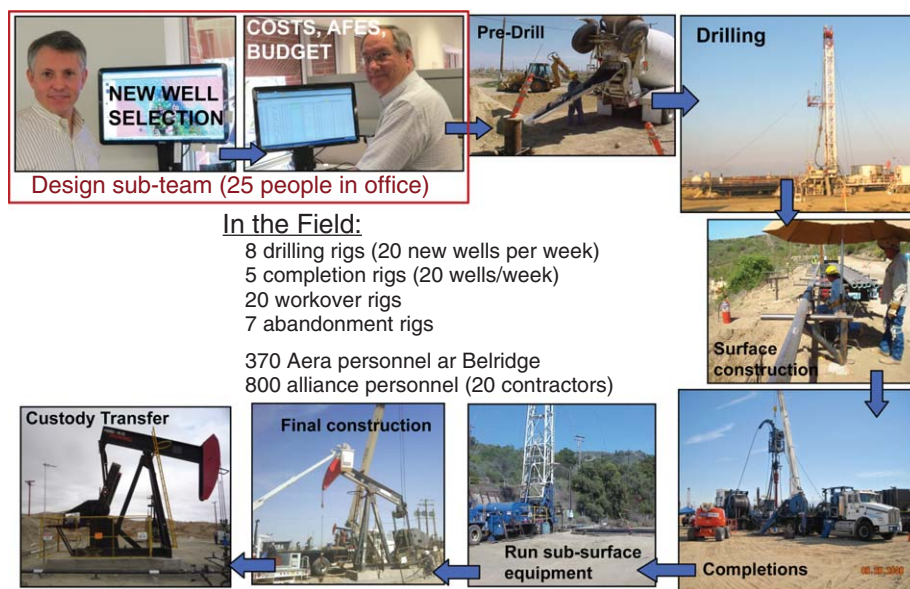 NEW WELL
SELECTION
COSTS, AFES,
BUDGET
Pre-Drill
Drilling
Design sub-team (25 people in office)
In the Field:
8 drilling rigs (20 new wells per week)
5 completion rigs (20 wells/week)
20 workover rigs
7 abandonment rigs
370 Aera personnel ar Belridge
800 alliance personnel (20 contractors)
Surface
construction
Custody Transfer
Final construction
Run sub-surface
equipment
Completions